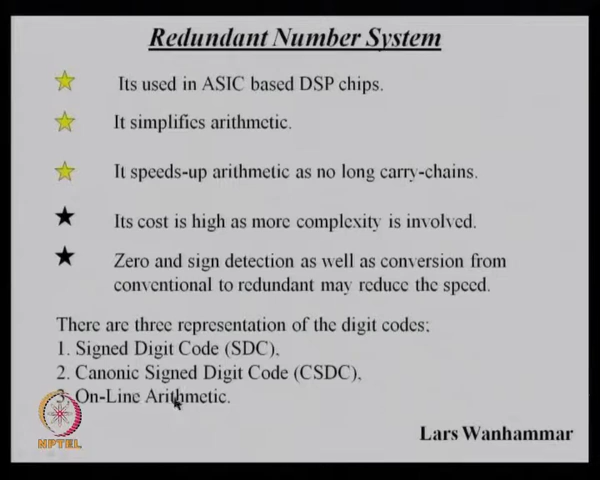 Redundant Number System
Its used in ASIC based DSP chips.
It simplifies arithmetic.
It speeds-up arithmetic as no long carry-chains.
Its cost is high as more complexity is involved.
Zero and sign detection as well as conversion from
conventional to redundant may reduce the speed.
There are three representation of the digit codes:
1. Signed Digit Code (SDC),
2. Canonic Signed Digit Code (CSDC),
3. On-Line Arithmetic.
NPTEL
Lars Wanhammar